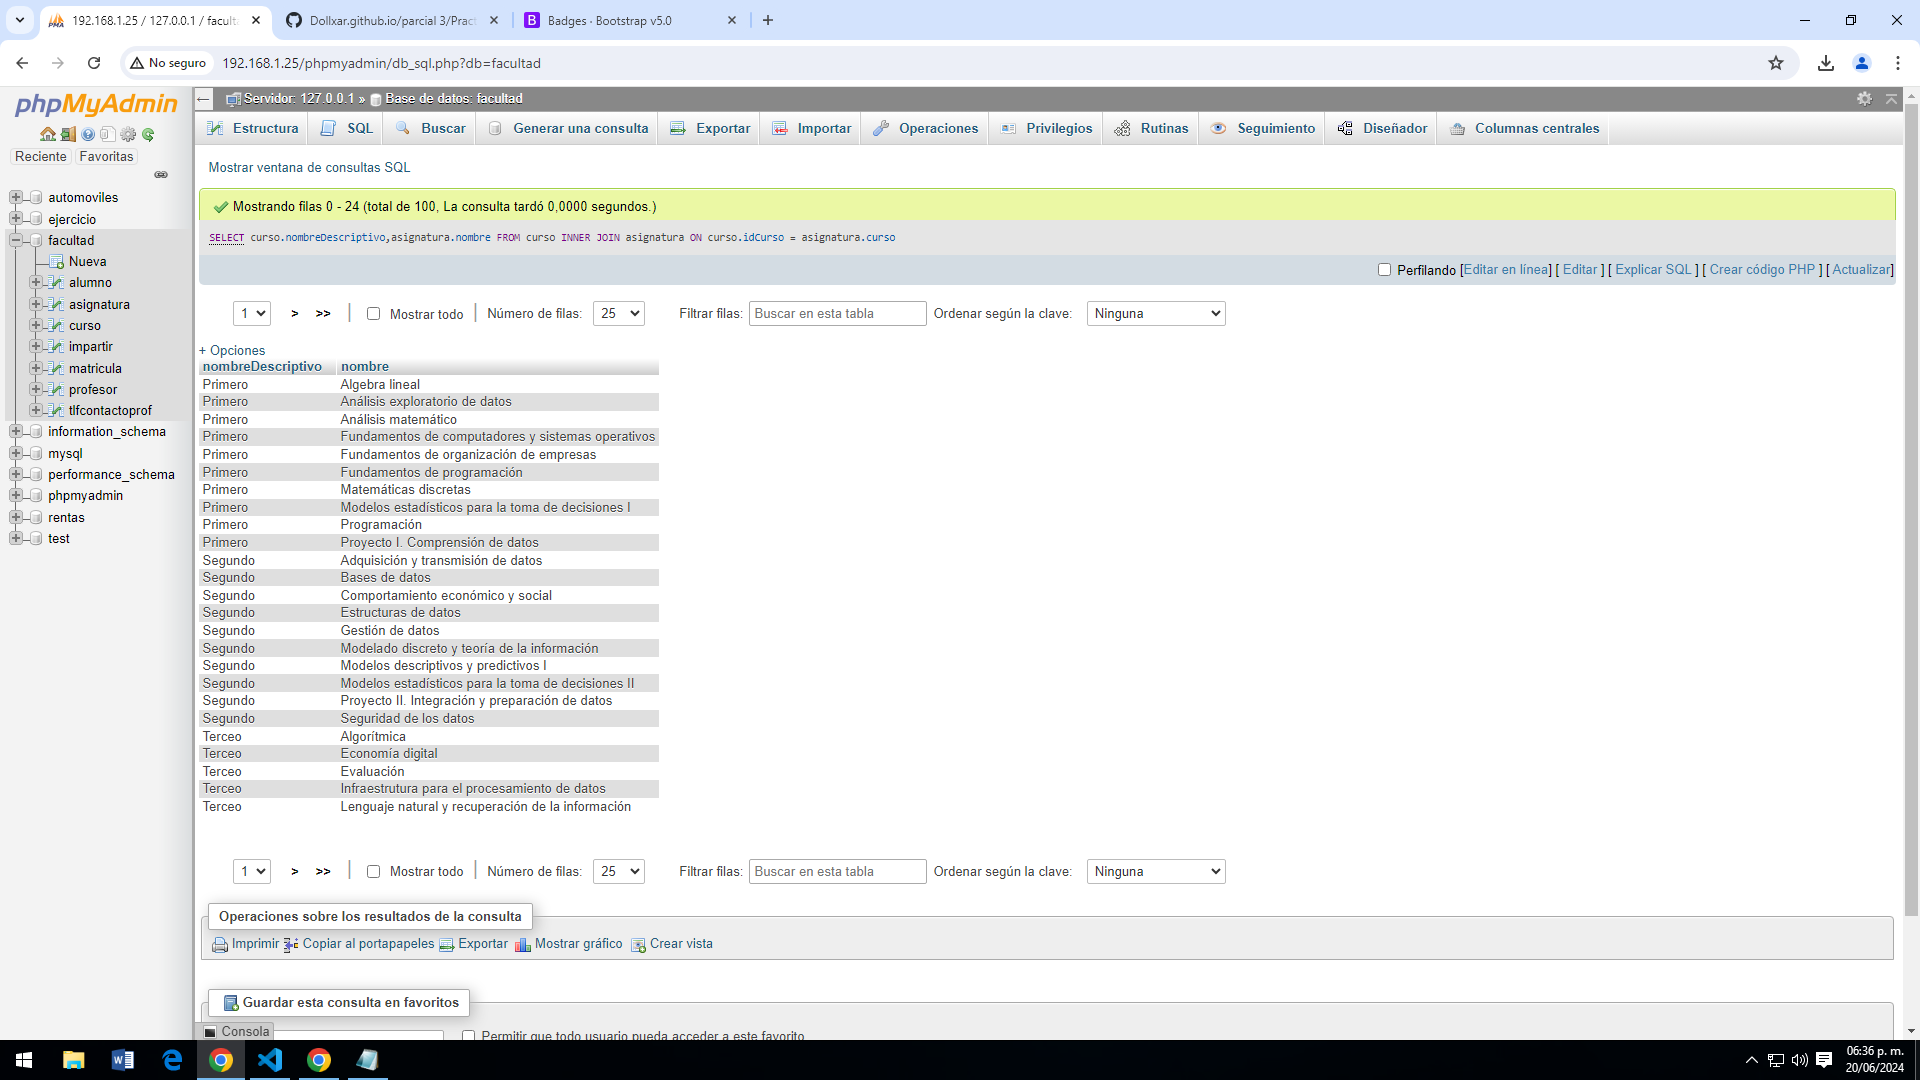 192.168.1.25 / 127.0.0.1 / facult
Dollxar.github.io/parcial 3/Pract
Badges · Bootstrap v5.0
No seguro
192.168.1.25/phpmyadmin/db_sql.php?db=facultad
phpMyAdmin
Reciente Favoritas
automoviles
ejercicio
facultad
Nueva
alumno
asignatura
curso
impartir
matricula
profesor
tlfcontactoprof
information_schema
mysql
performance_schema
phpmyadmin
rentas
test
Servidor: 127.0.0.1 » Base de datos: facultad
Estructura SQL Buscar Generar una consulta Exportar Importar Operaciones Privilegios Rutinas Seguimiento Diseñador Columnas centrales
Mostrar ventana de consultas SQL
Mostrando filas 0 - 24 (total de 100, La consulta tardó 0,0000 segundos.)
SELECT curso.nombreDescriptivo,asignatura.nombre FROM curso INNER JOIN asignatura ON curso.idCurso = asignatura.curso
Perfilando [Editar en línea] [ Editar ] [ Explicar SQL ] [ Crear código PHP ] [ Actualizar]
1 > >> | Mostrar todo | Número de filas: 25 Filtrar filas: Buscar en esta tabla Ordenar según la clave: Ninguna
+ Opciones
nombreDescriptivo nombre
Primero Algebra lineal
Primero Análisis exploratorio de datos
Primero Análisis matemático
Primero Fundamentos de computadores y sistemas operativos
Primero Fundamentos de organización de empresas
Primero Fundamentos de programación
Primero Matemáticas discretas
Primero Modelos estadísticos para la toma de decisiones I
Primero Programación
Primero Proyecto I. Comprensión de datos
Segundo Adquisición y transmisión de datos
Segundo Bases de datos
Segundo Comportamiento económico y social
Segundo Estructuras de datos
Segundo Gestión de datos
Segundo Modelado discreto y teoría de la información
Segundo Modelos descriptivos y predictivos I
Segundo Modelos estadísticos para la toma de decisiones II
Segundo Proyecto II. Integración y preparación de datos
Segundo Seguridad de los datos
Terceo Algorítmica
Terceo Economía digital
Terceo Evaluación
Terceo Infraestrutura para el procesamiento de datos
Terceo Lenguaje natural y recuperación de la información
1 > >> | Mostrar todo | Número de filas: 25 Filtrar filas: Buscar en esta tabla Ordenar según la clave: Ninguna
Operaciones sobre los resultados de la consulta
Imprimir Copiar al portapapeles Exportar Mostrar gráfico Crear vista
Guardar esta consulta en favoritos
Consola
Permitir que todo usuario pueda acceder a este favorito
06:36 p. m.
20/06/2024